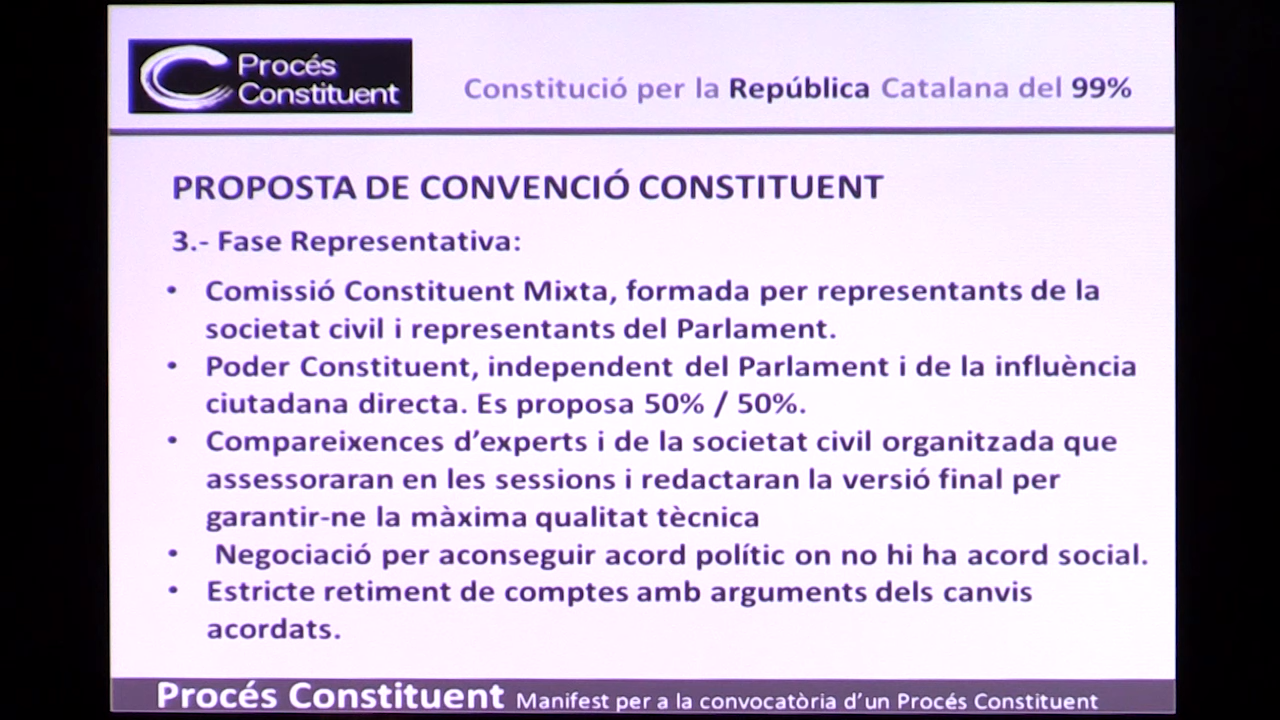 Procés
Constituent
Constitució per la República Catalana del 99%
PROPOSTA DE CONVENCIÓ CONSTITUENT
3.- Fase Representativa:
• Comissió Constituent Mixta, formada per representants de la
societat civil i representants del Parlament.
• Poder Constituent, independent del Parlament i de la influència
ciutadana directa. Es proposa 50% / 50%.
• Compareixences d’experts i de la societat civil organitzada que
assessoraran en les sessions i redactaran la versió final per
garantir-ne la màxima qualitat tècnica
• Negociació per aconseguir acord polític on no hi ha acord social.
• Estricte retiment de comptes amb arguments dels canvis
acordats.
Procés Constituent Manifest per a la convocatòria d’un Procés Constituent